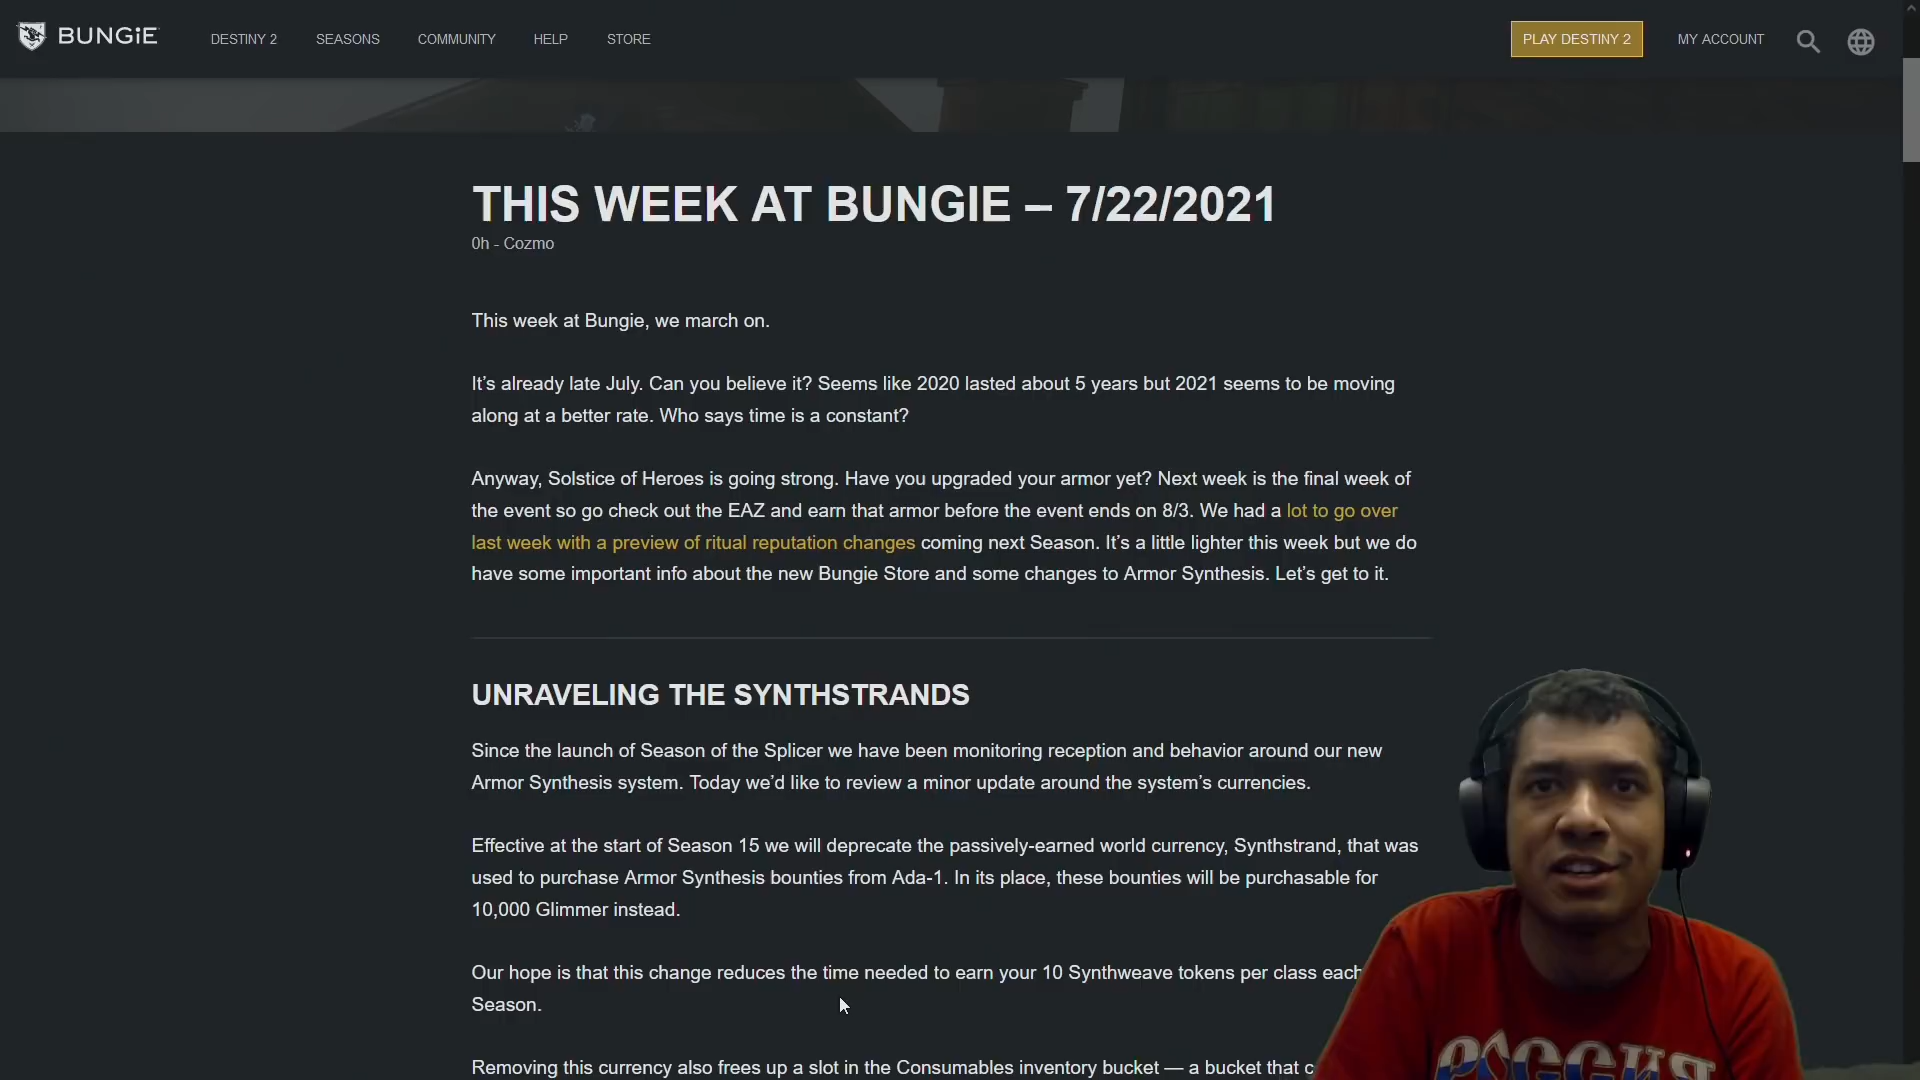 BUNGiE
DESTINY 2 SEASONS COMMUNITY HELP STORE
PLAY DESTINY 2 MY ACCOUNT
THIS WEEK AT BUNGIE – 7/22/2021
0h - Cozmo
This week at Bungie, we march on.
It’s already late July. Can you believe it? Seems like 2020 lasted about 5 years but 2021 seems to be moving
along at a better rate. Who says time is a constant?
Anyway, Solstice of Heroes is going strong. Have you upgraded your armor yet? Next week is the final week of
the event so go check out the EAZ and earn that armor before the event ends on 8/3. We had a lot to go over
last week with a preview of ritual reputation changes coming next Season. It’s a little lighter this week but we do
have some important info about the new Bungie Store and some changes to Armor Synthesis. Let’s get to it.
UNRAVELING THE SYNTHSTRANDS
Since the launch of Season of the Splicer we have been monitoring reception and behavior around our new
Armor Synthesis system. Today we’d like to review a minor update around the system’s currencies.
Effective at the start of Season 15 we will deprecate the passively-earned world currency, Synthstrand, that was
used to purchase Armor Synthesis bounties from Ada-1. In its place, these bounties will be purchasable for
10,000 Glimmer instead.
Our hope is that this change reduces the time needed to earn your 10 Synthweave tokens per class each
Season.
Removing this currency also frees up a slot in the Consumables inventory bucket — a bucket that
РОССИЯ